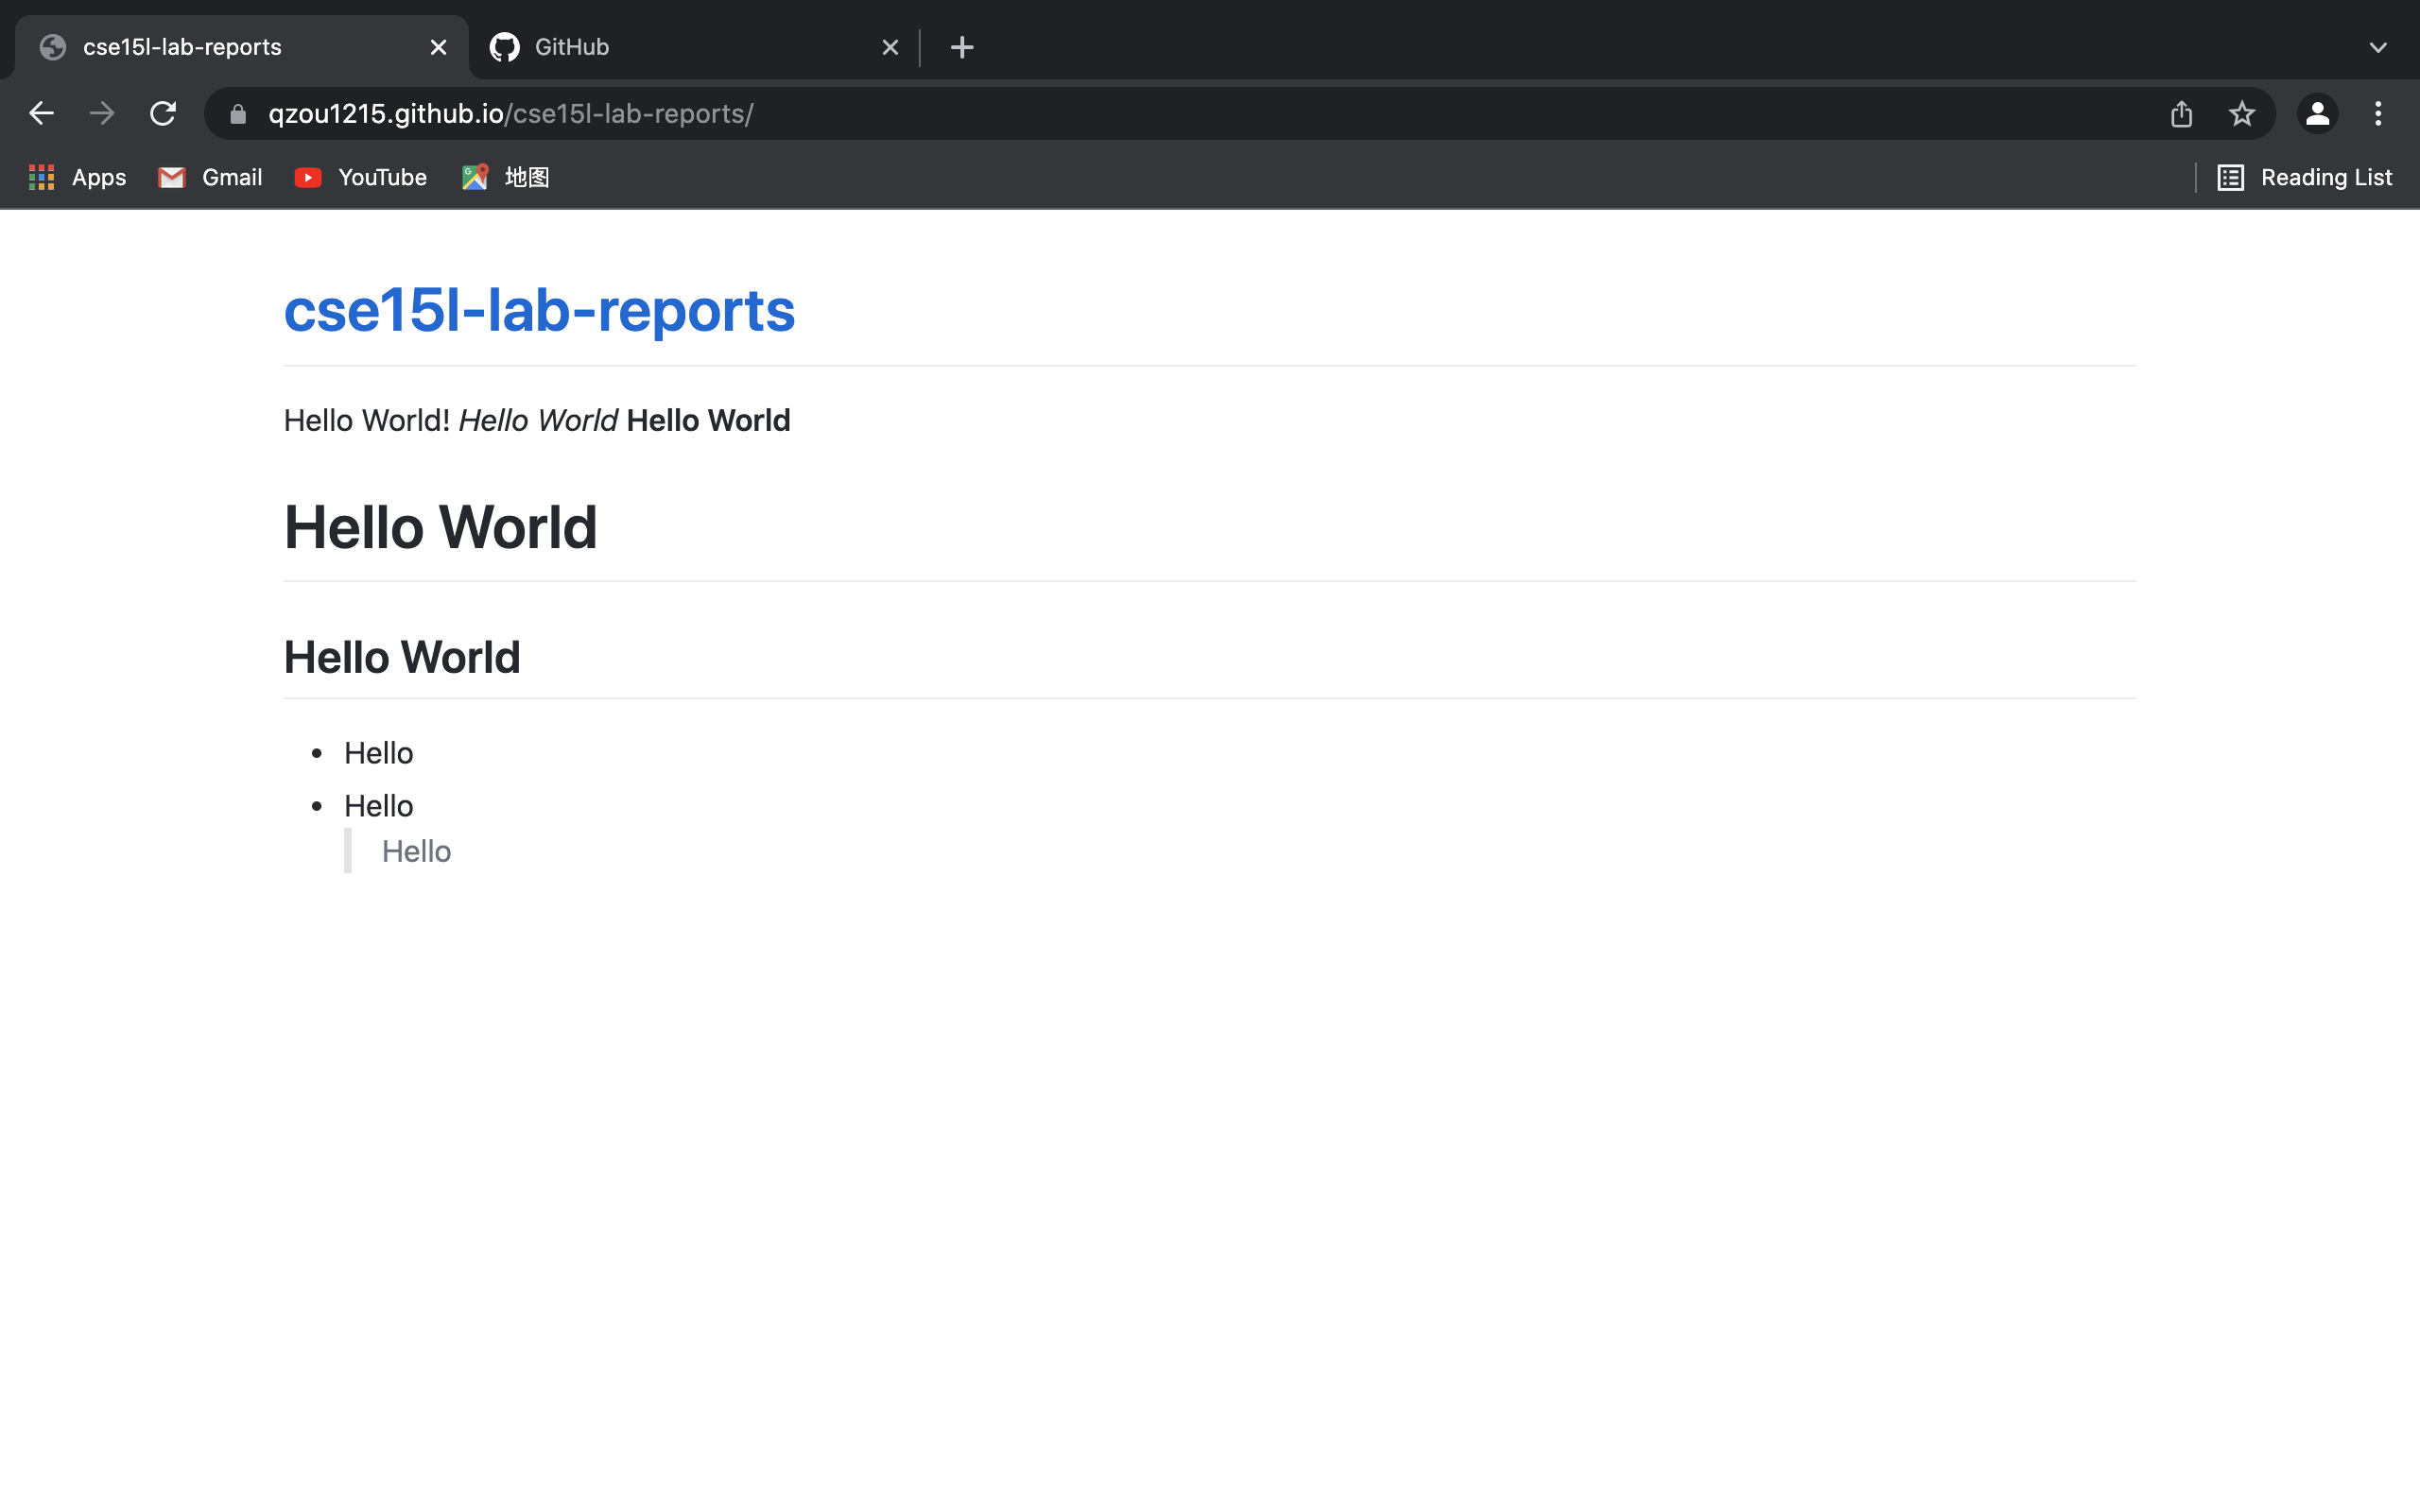 cse15l-lab-reports
GitHub
qzou1215.github.io/cse15l-lab-reports/
Apps
Gmail
YouTube
地图
Reading List
cse15l-lab-reports
Hello World! Hello World Hello World
Hello World
Hello World
• Hello
• Hello
Hello